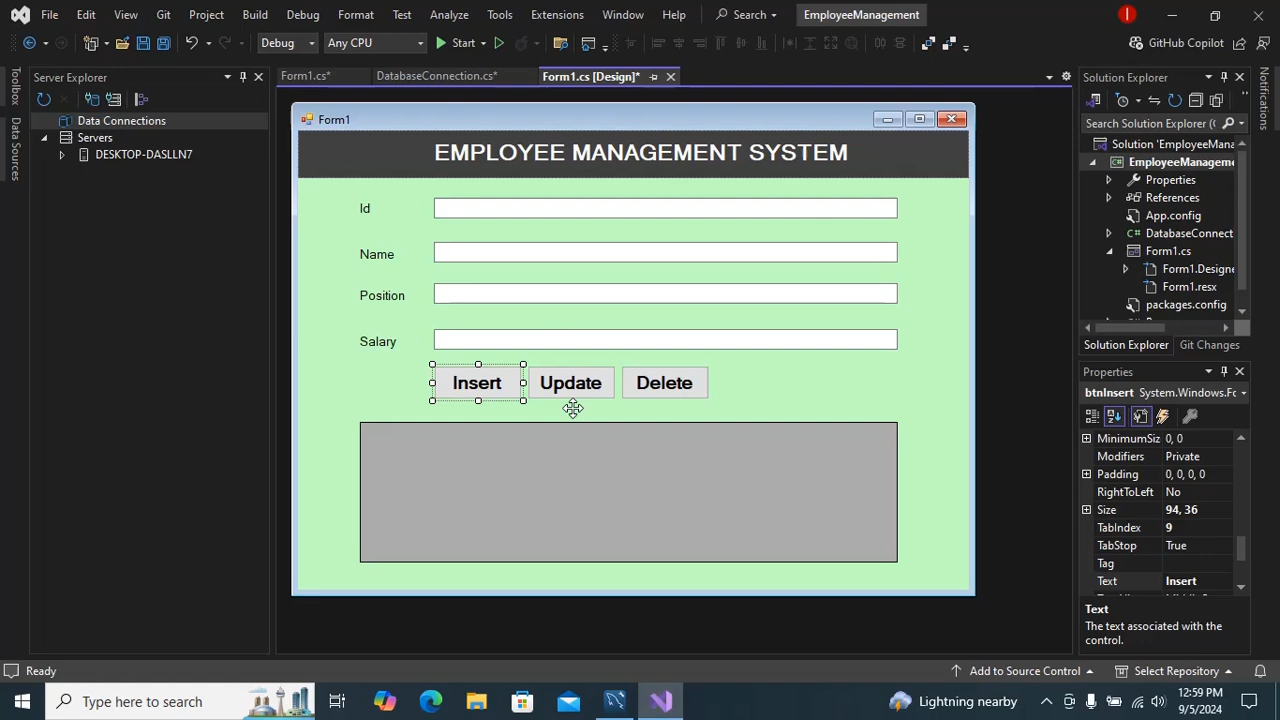 File Edit View Git Project Build Debug Format Test Analyze Tools Extensions Window Help Search EmployeeManagement
Debug Any CPU Start GitHub Copilot
Server Explorer
Form1.cs* DatabaseConnection.cs* Form1.cs [Design]*
Solution Explorer
Toolbox
Data Sources
Notifications
Data Connections
Servers
DESKTOP-DASLLN7
Form1
EMPLOYEE MANAGEMENT SYSTEM
Id
Name
Position
Salary
Insert Update Delete
Search Solution Explorer (
Solution 'EmployeeMana
EmployeeManageme
Properties
References
App.config
DatabaseConnect
Form1.cs
Form1.Designe
Form1.resx
packages.config
Solution Explorer Git Changes
Properties
btnInsert System.Windows.Fo
MinimumSiz 0, 0
Modifiers Private
Padding 0, 0, 0, 0
RightToLeft No
Size 94, 36
TabIndex 9
TabStop True
Tag
Text Insert
Text
The text associated with the
control.
Ready Add to Source Control Select Repository
Type here to search Lightning nearby 12:59 PM
9/5/2024